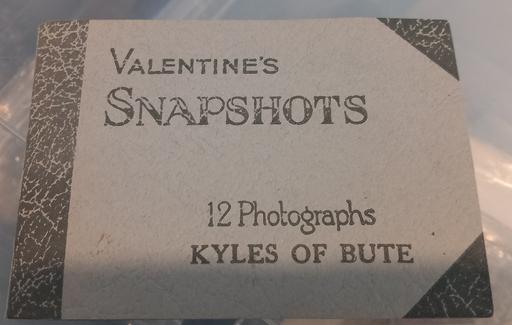 VALENTINE'S
SNAPSHOTS
12 Photographs
KYLES OF BUTE